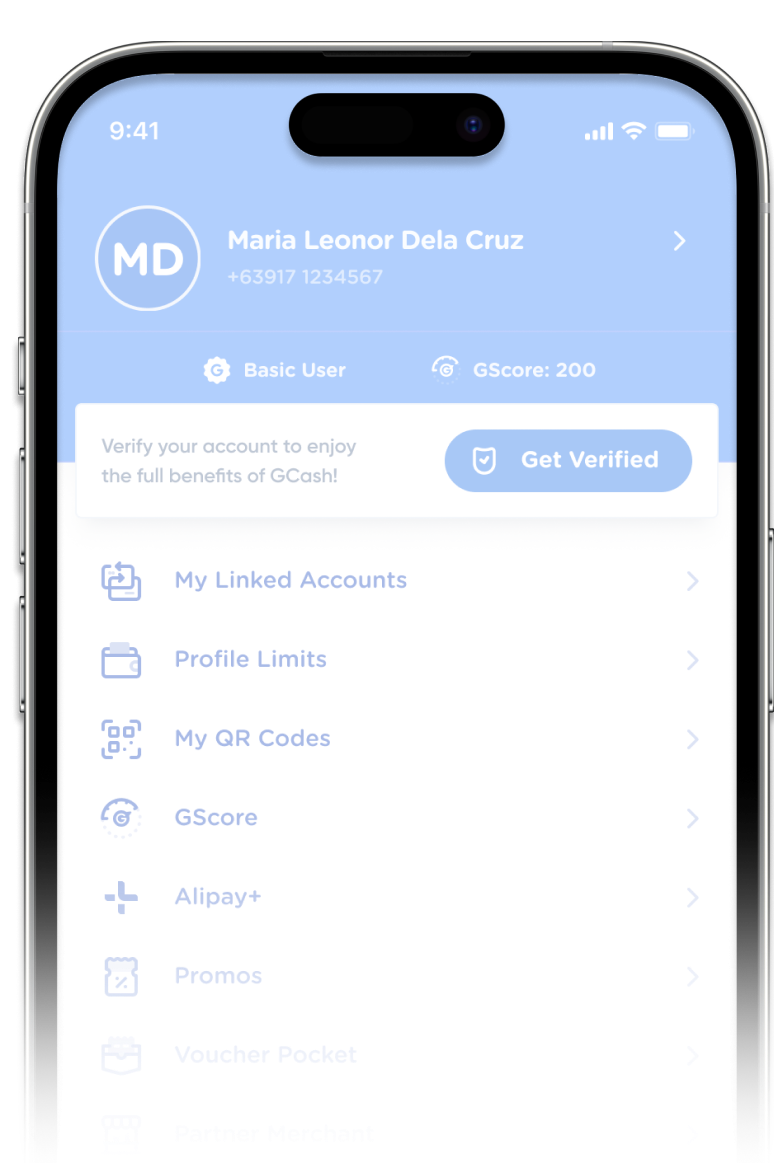 9:41
MD
Maria Leonor Dela Cruz
+63917 1234567
Basic User
GScore: 200
Verify your account to enjoy
the full benefits of GCash!
Get Verified
My Linked Accounts
Profile Limits
My QR Codes
GScore
Alipay+
Promos
Voucher Pocket
Partner Merchant